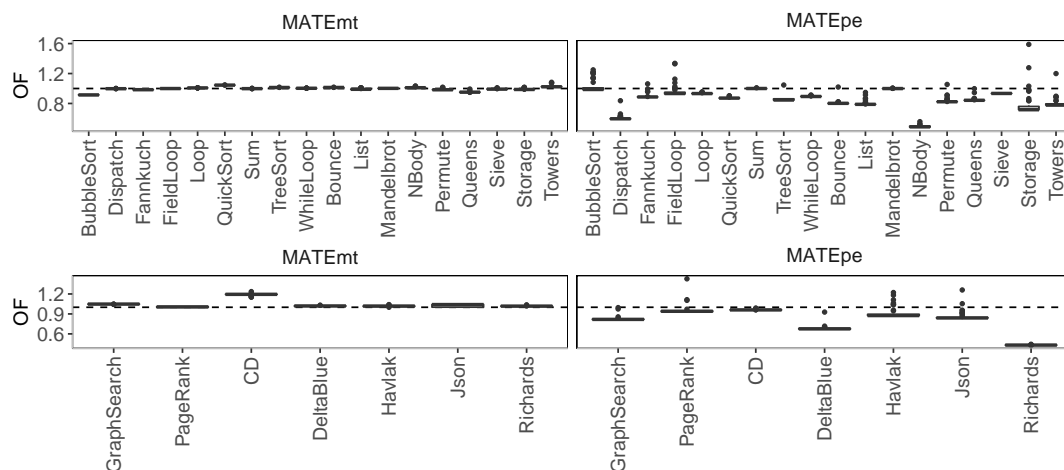 MATEmt
MATEpe
OF
1.6
1.2
0.8
BubbleSort
Dispatch
Fannkuch
FieldLoop
Loop
QuickSort
Sum
TreeSort
WhileLoop
Bounce
List
Mandelbrot
NBody
Permute
Queens
Sieve
Storage
Towers
BubbleSort
Dispatch
Fannkuch
FieldLoop
Loop
QuickSort
Sum
TreeSort
WhileLoop
Bounce
List
Mandelbrot
NBody
Permute
Queens
Sieve
Storage
Towers
MATEmt
MATEpe
OF
1.2
0.9
0.6
GraphSearch
PageRank
CD
DeltaBlue
Havlak
Json
Richards
GraphSearch
PageRank
CD
DeltaBlue
Havlak
Json
Richards